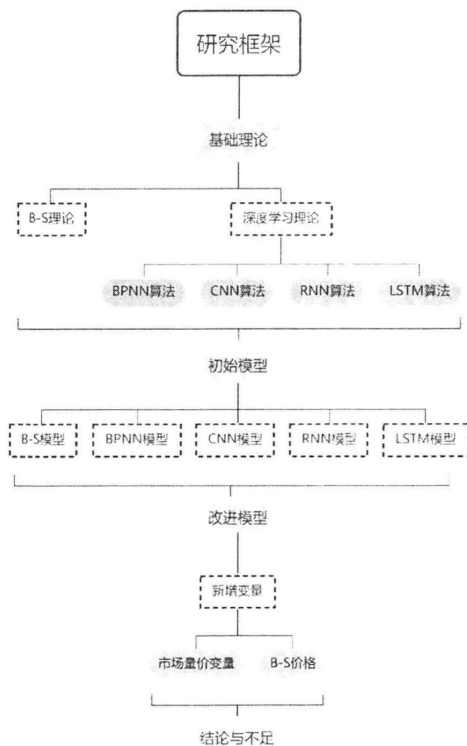 研究框架
基础理论
B-S理论 深度学习理论
BPNN算法 CNN算法 RNN算法 LSTM算法
初始模型
B-S模型 BPNN模型 CNN模型 RNN模型 LSTM模型
改进模型
新增变量
市场量价变量 B-S价格
结论与不足